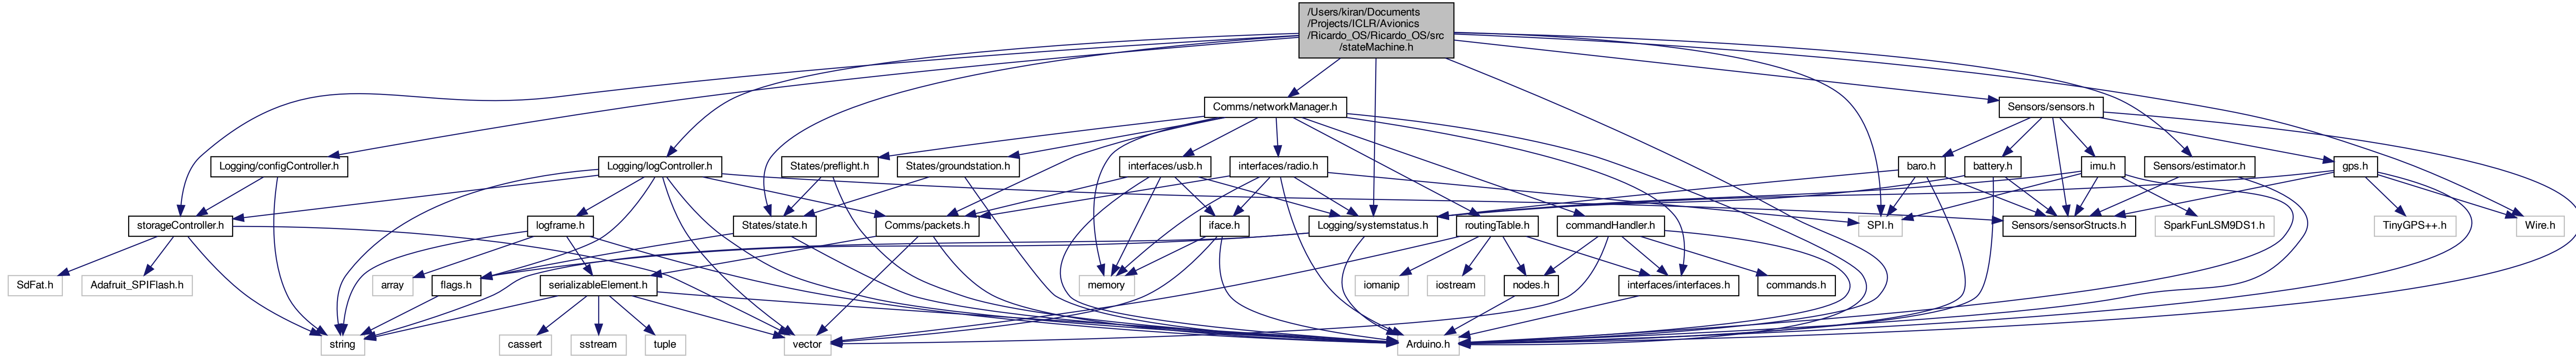 /Users/kiran/Documents
/Projects/ICLR/Avionics
/Ricardo_OS/Ricardo_OS/src
/stateMachine.h
Comms/networkManager.h
Sensors/sensors.h
Logging/configController.h
Logging/logController.h
States/preflight.h
States/groundstation.h
interfaces/usb.h
interfaces/radio.h
baro.h
battery.h
imu.h
Sensors/estimator.h
gps.h
storageController.h
logframe.h
States/state.h
Comms/packets.h
iface.h
Logging/systemstatus.h
routingTable.h
commandHandler.h
SPI.h
Sensors/sensorStructs.h
SparkFunLSM9DS1.h
TinyGPS++.h
Wire.h
SdFat.h
Adafruit_SPIFlash.h
array
flags.h
serializableElement.h
memory
iomanip
iostream
nodes.h
interfaces/interfaces.h
commands.h
string
cassert
sstream
tuple
vector
Arduino.h